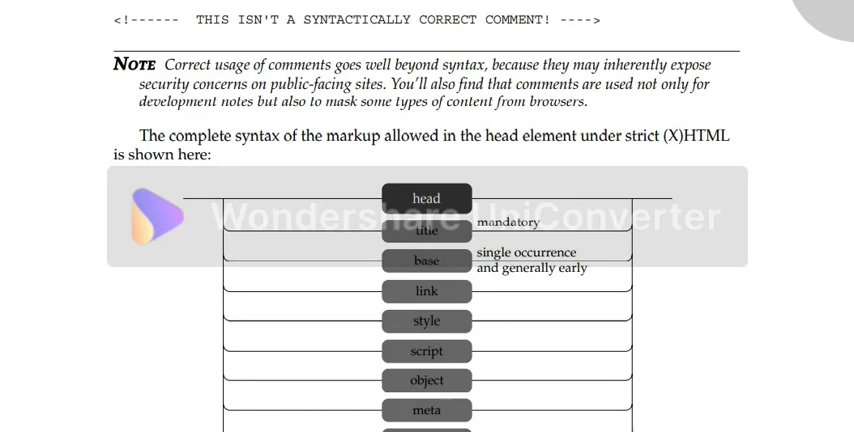 <!------ THIS ISN'T A SYNTACTICALLY CORRECT COMMENT! ---->
NOTE Correct usage of comments goes well beyond syntax, because they may inherently expose
security concerns on public-facing sites. You'll also find that comments are used not only for
development notes but also to mask some types of content from browsers.
The complete syntax of the markup allowed in the head element under strict (X)HTML
is shown here:
head
Wondershare UniConverter
title mandatory
base single occurrence
and generally early
link
style
script
object
meta